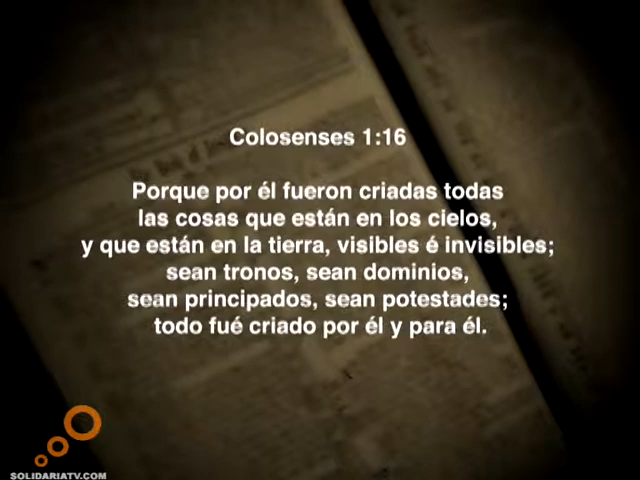 Colosenses 1:16
Porque por él fueron criadas todas
las cosas que están en los cielos,
y que están en la tierra, visibles é invisibles;
sean tronos, sean dominios,
sean principados, sean potestades;
todo fué criado por él y para él.
SOLIDARIATV.COM